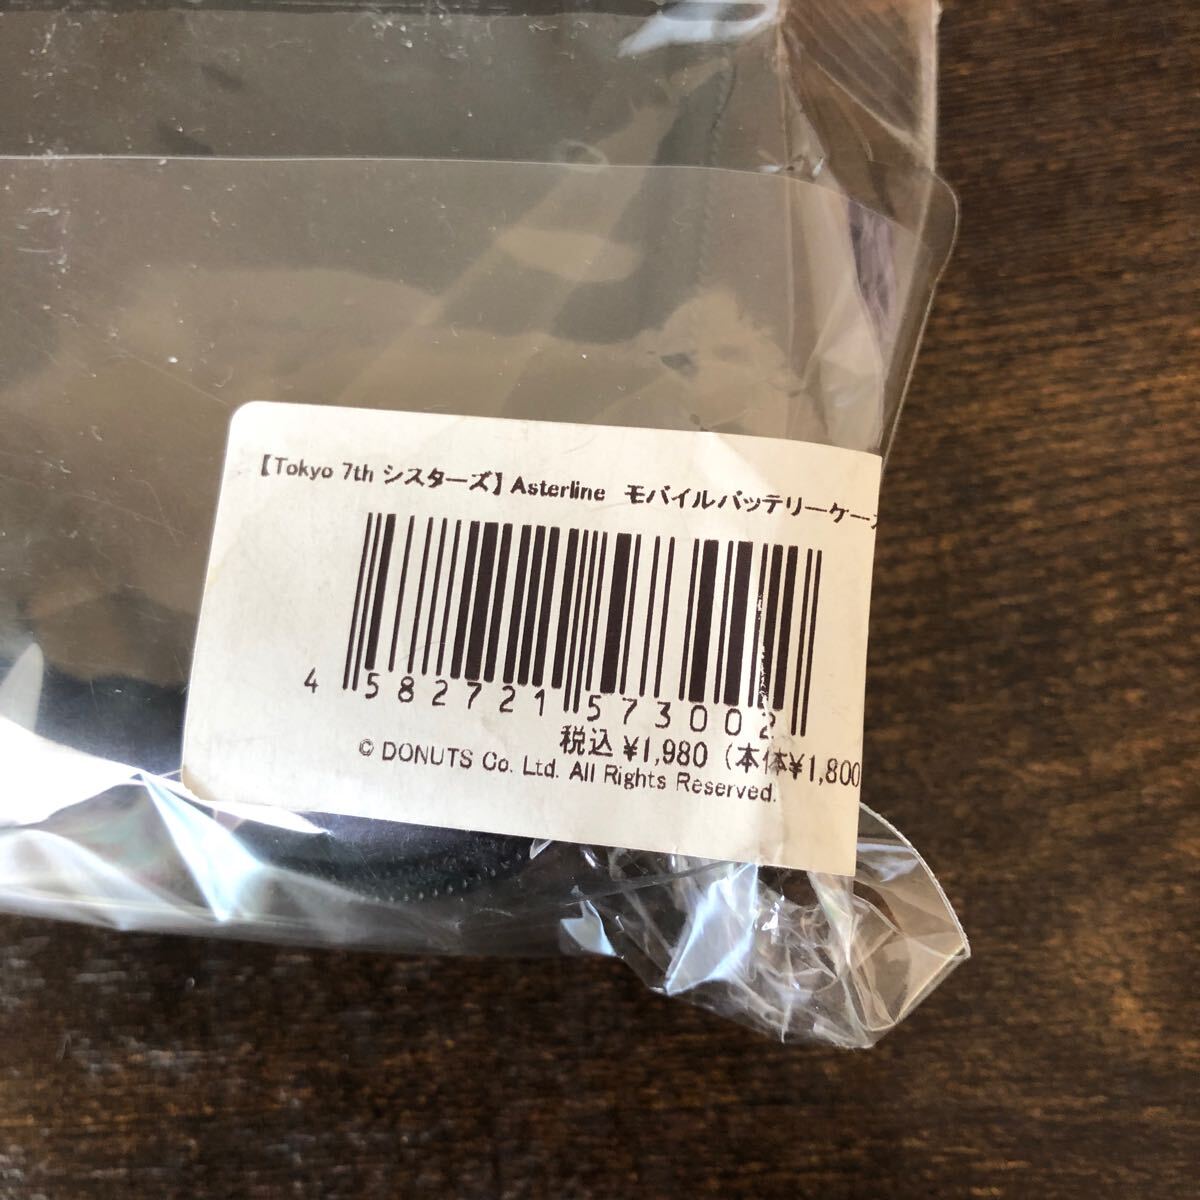 【Tokyo 7th シスターズ】Asterline モバイルバッテリーケース
4 582721 573002
税込 ¥1,980 (本体¥1,800
© DONUTS Co. Ltd. All Rights Reserved.